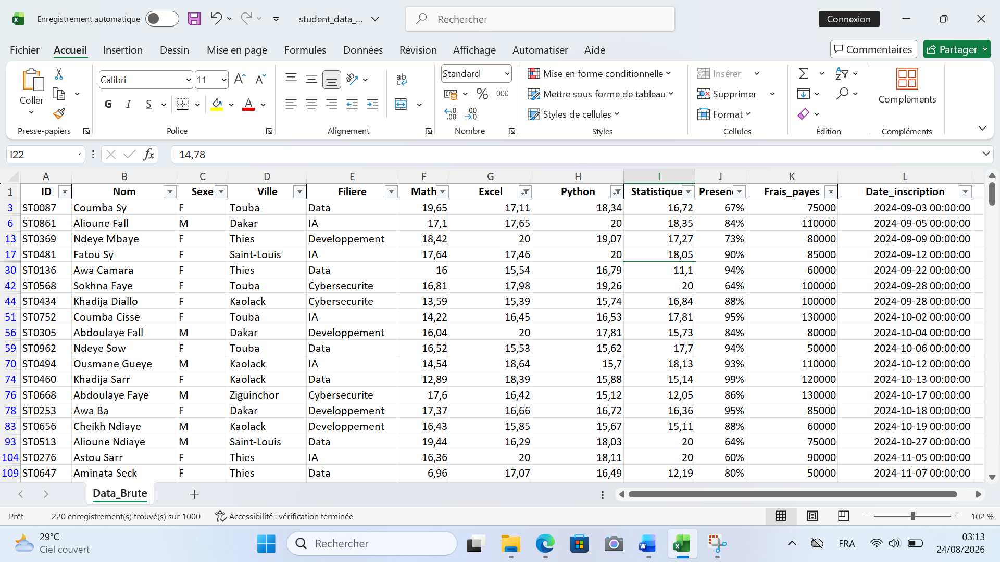 Enregistrement automatique student_data_... Rechercher Connexion
Fichier Accueil Insertion Dessin Mise en page Formules Données Révision Affichage Automatiser Aide Commentaires Partager
Coller
Presse-papiers
Calibri 11
G I S A
Police
ab
Alignement
Standard
% 000
Nombre
Mise en forme conditionnelle
Mettre sous forme de tableau
Styles de cellules
Styles
Insérer
Supprimer
Format
Cellules
Édition
Compléments
Compléments
I22 fx 14,78
A B C D E F G H I J K L
1 ID Nom Sexe Ville Filiere Math Excel Python Statistique Presen Frais_payes Date_inscription
3 ST0087 Coumba Sy F Touba Data 19,65 17,11 18,34 16,72 67% 75000 2024-09-03 00:00:00
6 ST0861 Alioune Fall M Dakar IA 17,1 17,65 20 18,35 84% 110000 2024-09-05 00:00:00
13 ST0369 Ndeye Mbaye F Thies Developpement 18,42 20 19,07 17,27 73% 80000 2024-09-09 00:00:00
17 ST0481 Fatou Sy F Saint-Louis IA 17,64 17,46 20 18,05 90% 85000 2024-09-12 00:00:00
30 ST0136 Awa Camara F Thies Data 16 15,54 16,79 11,1 94% 60000 2024-09-22 00:00:00
42 ST0568 Sokhna Faye F Touba Cybersecurite 16,81 17,98 19,26 20 64% 100000 2024-09-28 00:00:00
44 ST0434 Khadija Diallo F Kaolack Cybersecurite 13,59 15,39 15,74 16,84 88% 100000 2024-09-28 00:00:00
51 ST0752 Coumba Cisse F Touba IA 14,22 16,45 16,53 17,81 95% 130000 2024-10-02 00:00:00
56 ST0305 Abdoulaye Fall M Dakar Developpement 16,04 20 17,81 15,73 84% 80000 2024-10-04 00:00:00
59 ST0962 Ndeye Sow F Touba Data 16,52 15,53 15,62 17,7 94% 50000 2024-10-06 00:00:00
70 ST0494 Ousmane Gueye M Kaolack IA 14,54 18,64 15,7 18,13 93% 110000 2024-10-12 00:00:00
74 ST0460 Khadija Sarr F Kaolack Data 12,89 18,39 15,88 15,14 99% 120000 2024-10-13 00:00:00
76 ST0668 Abdoulaye Faye M Ziguinchor Cybersecurite 17,6 16,42 15,12 12,05 86% 130000 2024-10-17 00:00:00
78 ST0253 Awa Ba F Dakar Developpement 17,37 16,66 16,72 16,36 95% 85000 2024-10-18 00:00:00
83 ST0656 Cheikh Ndiaye M Kaolack Developpement 16,43 15,85 15,67 15,11 88% 60000 2024-10-19 00:00:00
93 ST0513 Alioune Ndiaye M Saint-Louis Data 19,44 16,29 18,03 20 64% 75000 2024-10-27 00:00:00
104 ST0276 Astou Sarr F Thies IA 16,36 20 18,11 20 60% 90000 2024-11-05 00:00:00
109 ST0647 Aminata Seck F Thies Data 6,96 17,07 16,49 12,19 80% 50000 2024-11-07 00:00:00
Data_Brute
Prêt 220 enregistrement(s) trouvé(s) sur 1000 Accessibilité : vérification terminée 102 %
29°C
Ciel couvert
Rechercher
FRA
03:13
24/08/2026